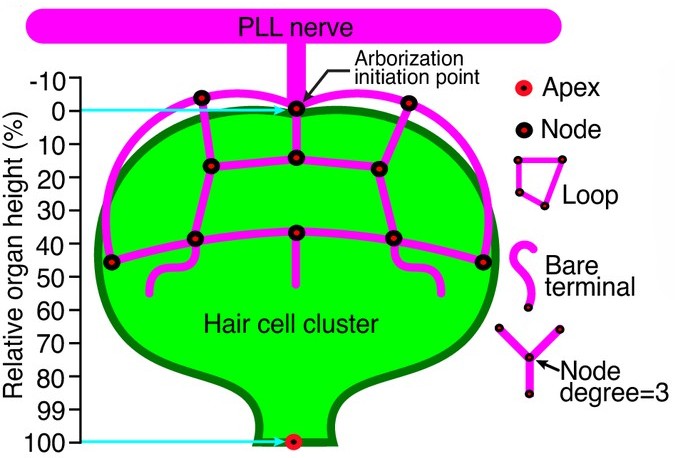 PLL nerve
Arborization
initiation point
Relative organ height (%)
-10
0
10
20
30
40
50
60
-70
80
99
100
Hair cell cluster
Apex
Node
Loop
Bare
terminal
Node
degree=3